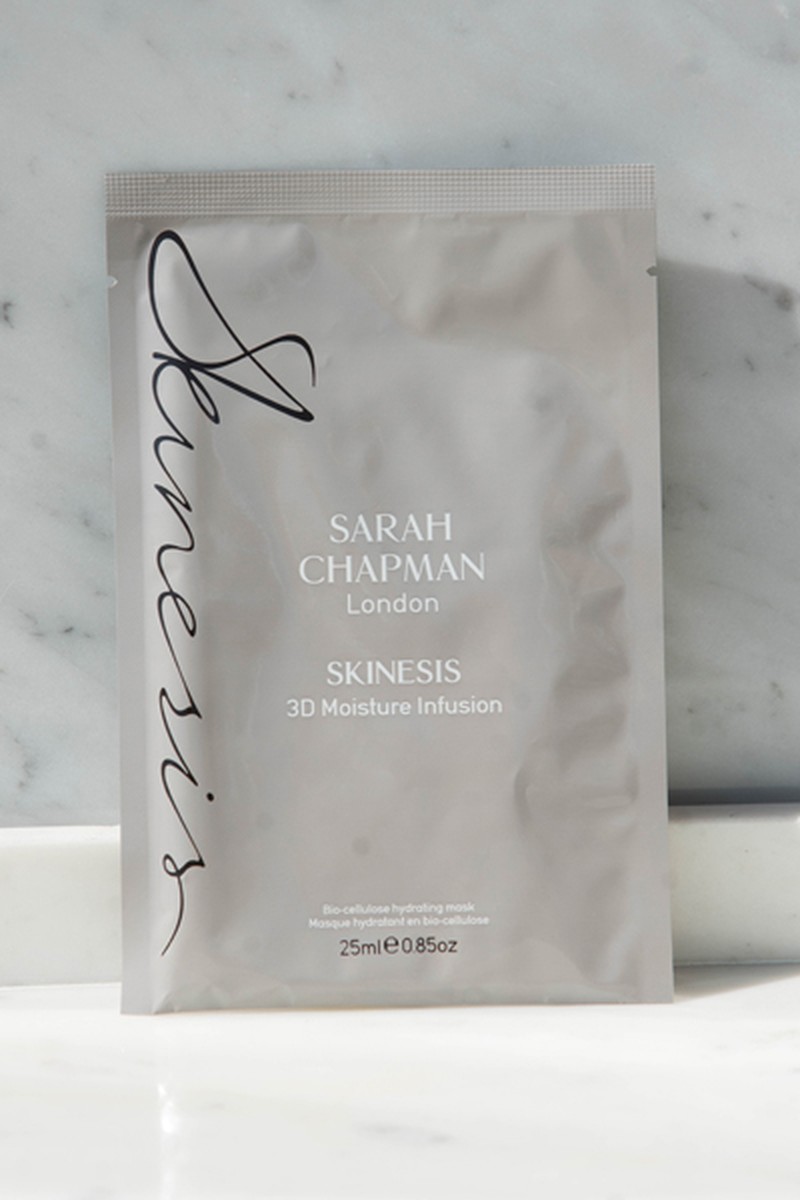 Skinesis
SARAH
CHAPMAN
London
SKINESIS
3D Moisture Infusion
Bio-cellulose hydrating mask
Masque hydratant en bio-cellulose
25ml℮0.85oz